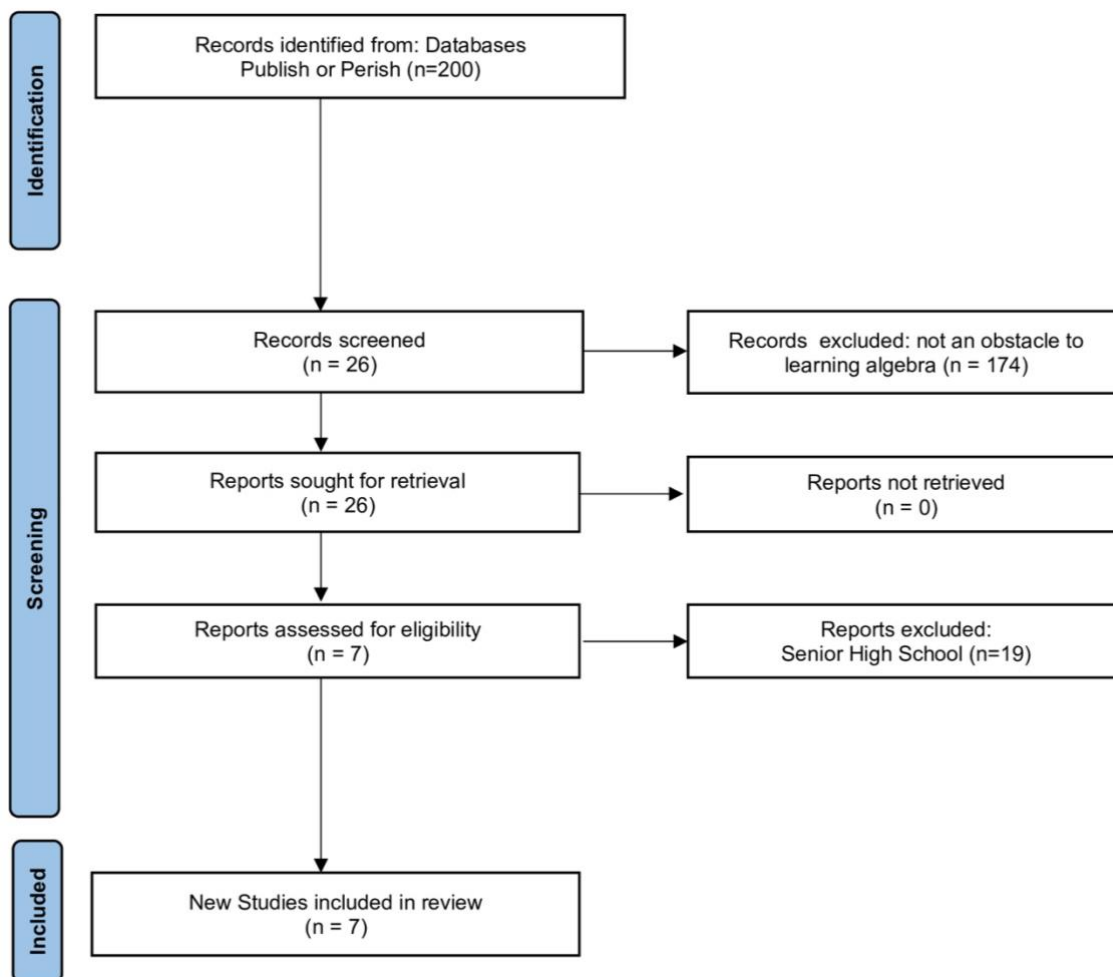 Identification
Records identified from: Databases
Publish or Perish (n=200)
Screening
Records screened
(n = 26)
Records excluded: not an obstacle to
learning algebra (n = 174)
Reports sought for retrieval
(n = 26)
Reports not retrieved
(n = 0)
Reports assessed for eligibility
(n = 7)
Reports excluded:
Senior High School (n=19)
Included
New Studies included in review
(n = 7)